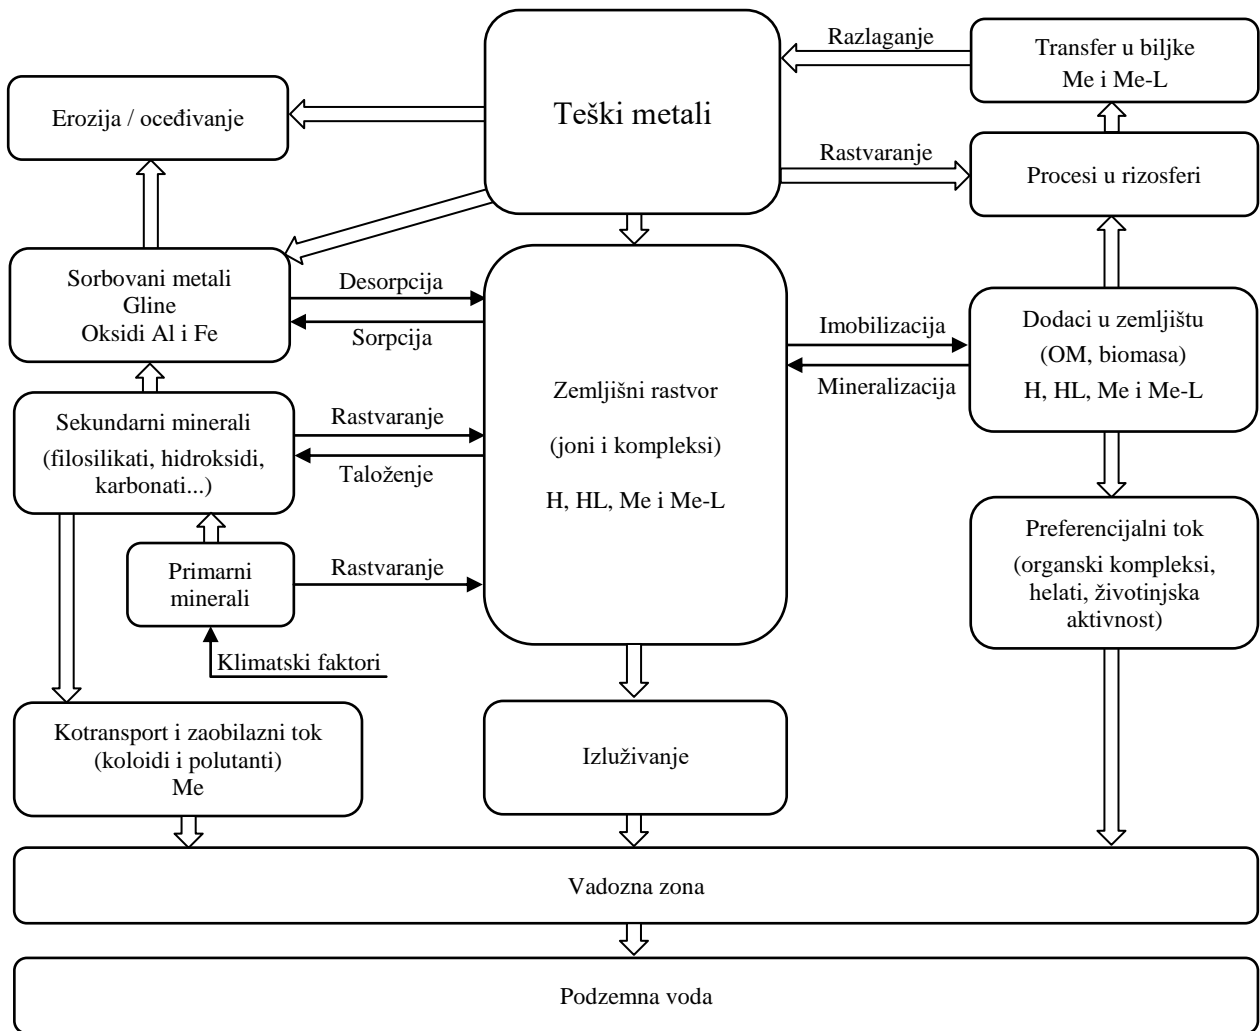 Razlaganje
Transfer u biljke
Me i Me-L
Erozija / oceđivanje
Teški metali
Rastvaranje
Procesi u rizosferi
Sorbovani metali
Gline
Oksidi Al i Fe
Desorpcija
Sorpcija
Zemljišni rastvor
(joni i kompleksi)
H, HL, Me i Me-L
Imobilizacija
Mineralizacija
Dodaci u zemljištu
(OM, biomasa)
H, HL, Me i Me-L
Sekundarni minerali
(filosilikati, hidroksidi,
karbonati...)
Rastvaranje
Taloženje
Primarni
minerali
Rastvaranje
Klimatski faktori
Preferencijalni tok
(organski kompleksi,
helati, životinjska
aktivnost)
Kotransport i zaobilazni tok
(koloidi i polutanti)
Me
Izluživanje
Vadozna zona
Podzemna voda